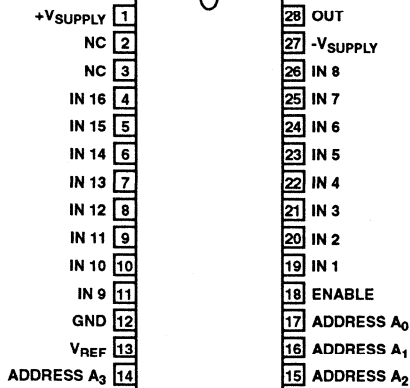 +VSUPPLY 1 28 OUT
NC 2 27 -VSUPPLY
NC 3 26 IN 8
IN 16 4 25 IN 7
IN 15 5 24 IN 6
IN 14 6 23 IN 5
IN 13 7 22 IN 4
IN 12 8 21 IN 3
IN 11 9 20 IN 2
IN 10 10 19 IN 1
IN 9 11 18 ENABLE
GND 12 17 ADDRESS A0
VREF 13 16 ADDRESS A1
ADDRESS A3 14 15 ADDRESS A2